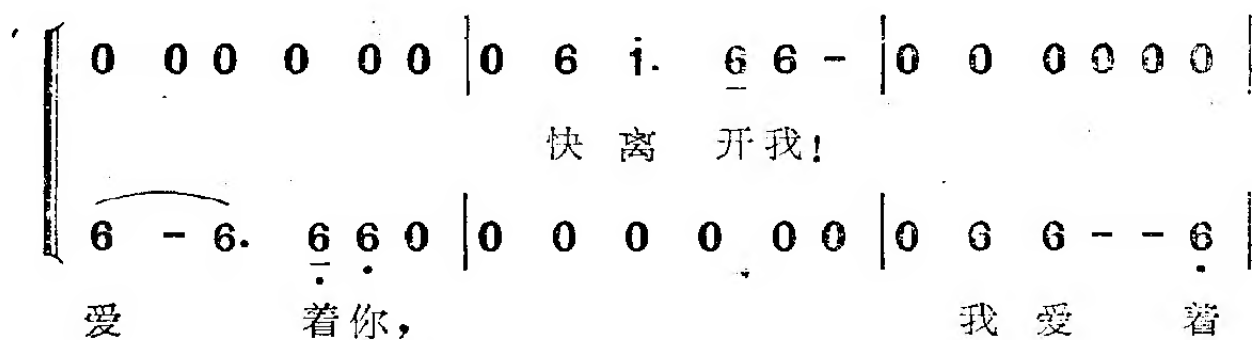 0 0 0 0 0 0 | 0 6 i. 6 6 - | 0 0 0 0 0 0 |
快 离 开 我!
6 - 6. 6 6 0 | 0 0 0 0 0 0 | 0 6 6 - - 6 |
爱 着 你, 我 爱 着